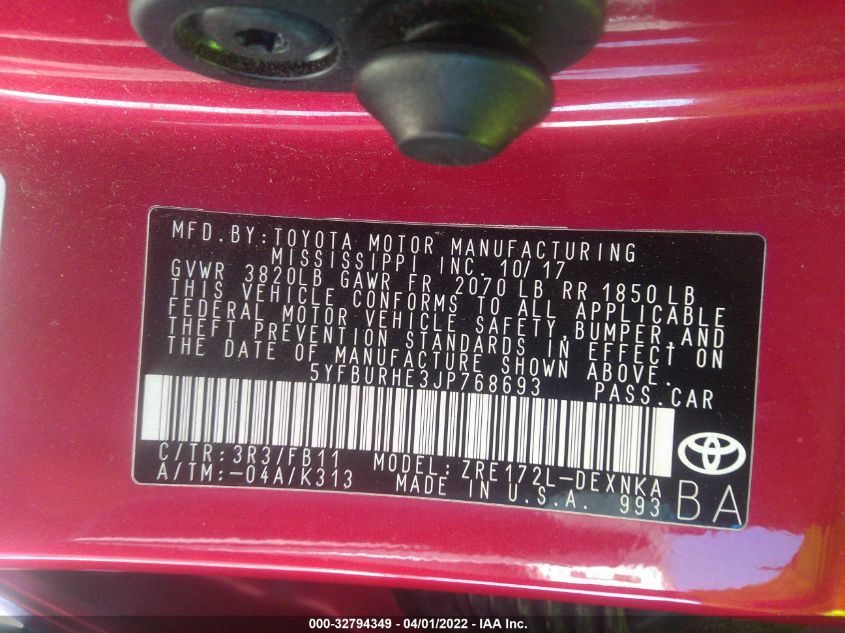 MFD.BY:TOYOTA MOTOR MANUFACTURING
MISSISSIPPI INC. 10/17
GVWR 3820LB GAWR FR 2070 LB RR 1850 LB
THIS VEHICLE CONFORMS TO ALL APPLICABLE
FEDERAL MOTOR VEHICLE SAFETY,BUMPER,AND
THEFT PREVENTION STANDARDS IN EFFECT ON
THE DATE OF MANUFACTURE SHOWN ABOVE.
5YFBURHE3JP768693 PASS.CAR
C/TR:3R3/FB11 MODEL:ZRE172L-DEXNKA
A/TM:-04A/K313 MADE IN U.S.A. 993
BA
000-32794349 - 04/01/2022 - IAA Inc.